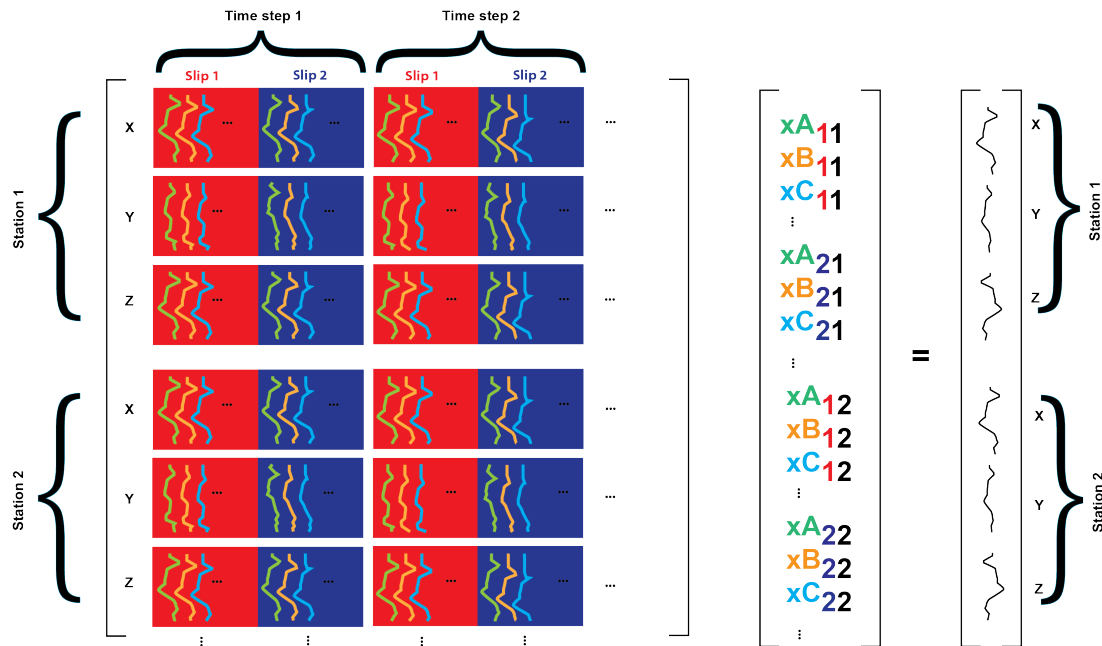 Time step 1
Time step 2
Slip 1
Slip 2
Slip 1
Slip 2
Station 1
X
...
...
...
...
...
Y
...
...
...
...
...
Z
...
...
...
...
...
Station 2
X
...
...
...
...
...
Y
...
...
...
...
...
Z
...
...
...
...
...
...
...
...
...
xA11
xB11
xC11
...
xA21
xB21
xC21
...
xA12
xB12
xC12
...
xA22
xB22
xC22
...
=
X
Y
Z
Station 1
X
Y
Z
Station 2